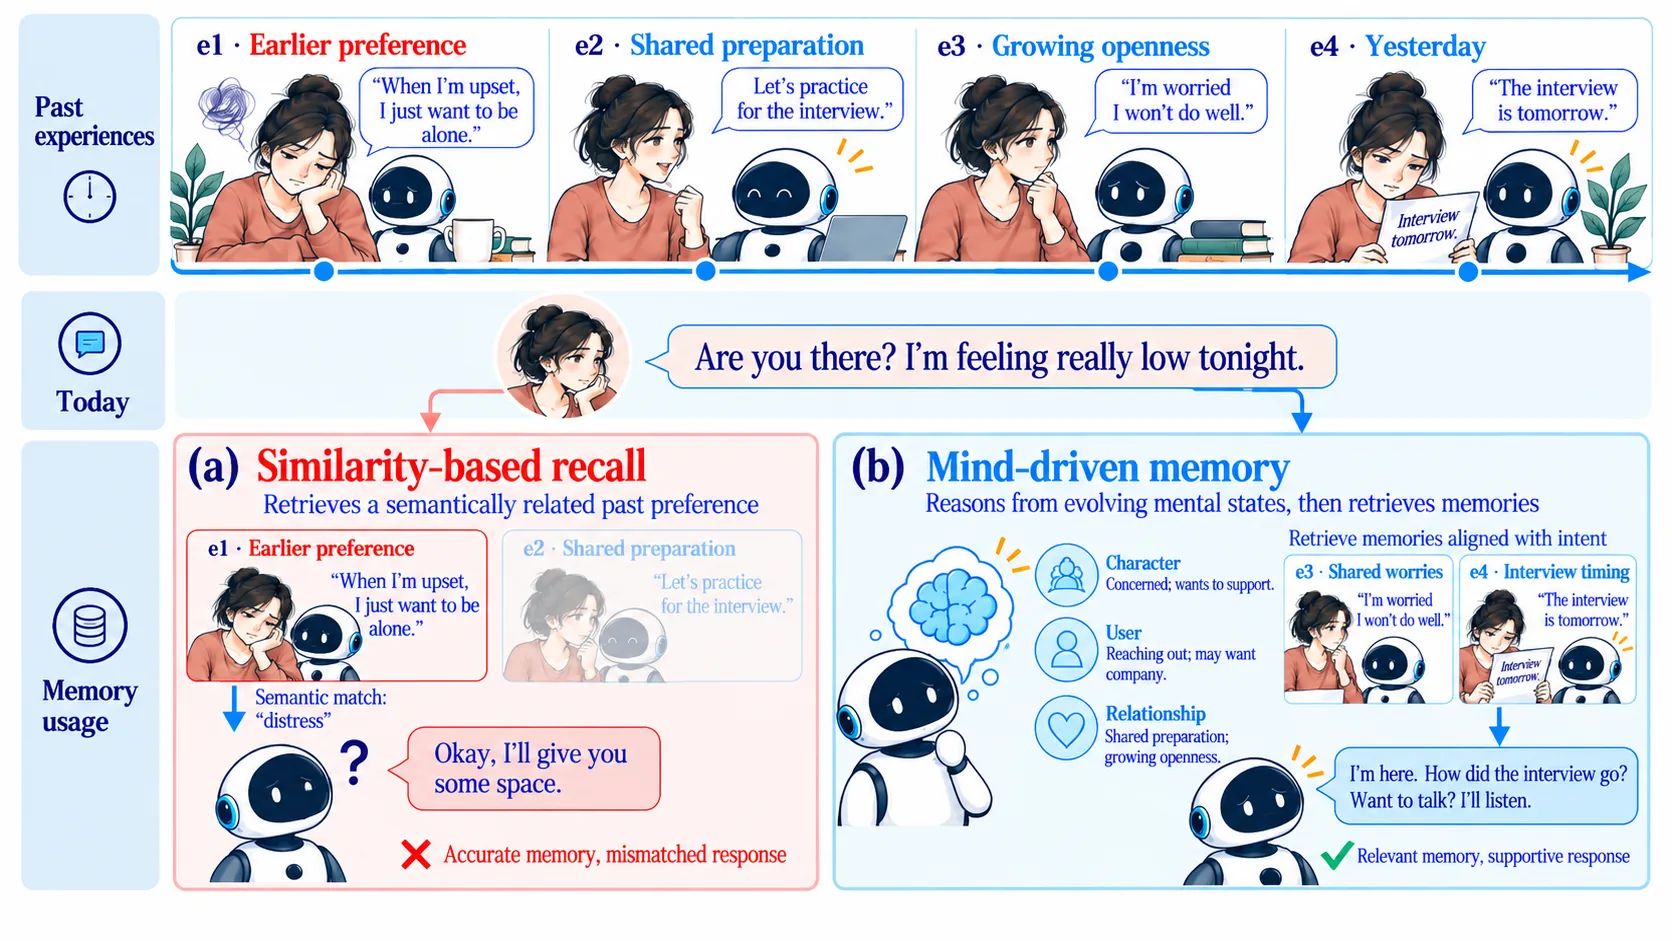 Past
experiences
e1 · Earlier preference
“When I’m upset,
I just want to be
alone.”
e2 · Shared preparation
Let’s practice
for the interview.”
e3 · Growing openness
“I’m worried
I won’t do well.”
e4 · Yesterday
“The interview
is tomorrow.”
Interview
tomorrow.
Today
Are you there? I’m feeling really low tonight.
Memory
usage
(a) Similarity-based recall
Retrieves a semantically related past preference
e1 · Earlier preference
“When I’m upset,
I just want to be
alone.”
e2 · Shared preparation
“Let’s practice
for the interview.”
Semantic match:
“distress”
?
Okay, I’ll give you
some space.
Accurate memory, mismatched response
(b) Mind-driven memory
Reasons from evolving mental states, then retrieves memories
Character
Concerned; wants to support.
User
Reaching out; may want
company.
Relationship
Shared preparation;
growing openness.
Retrieve memories aligned with intent
e3 · Shared worries
“I’m worried
I won’t do well.”
e4 · Interview timing
“The interview
is tomorrow.”
Interview
tomorrow.
I’m here. How did the interview go?
Want to talk? I’ll listen.
Relevant memory, supportive response